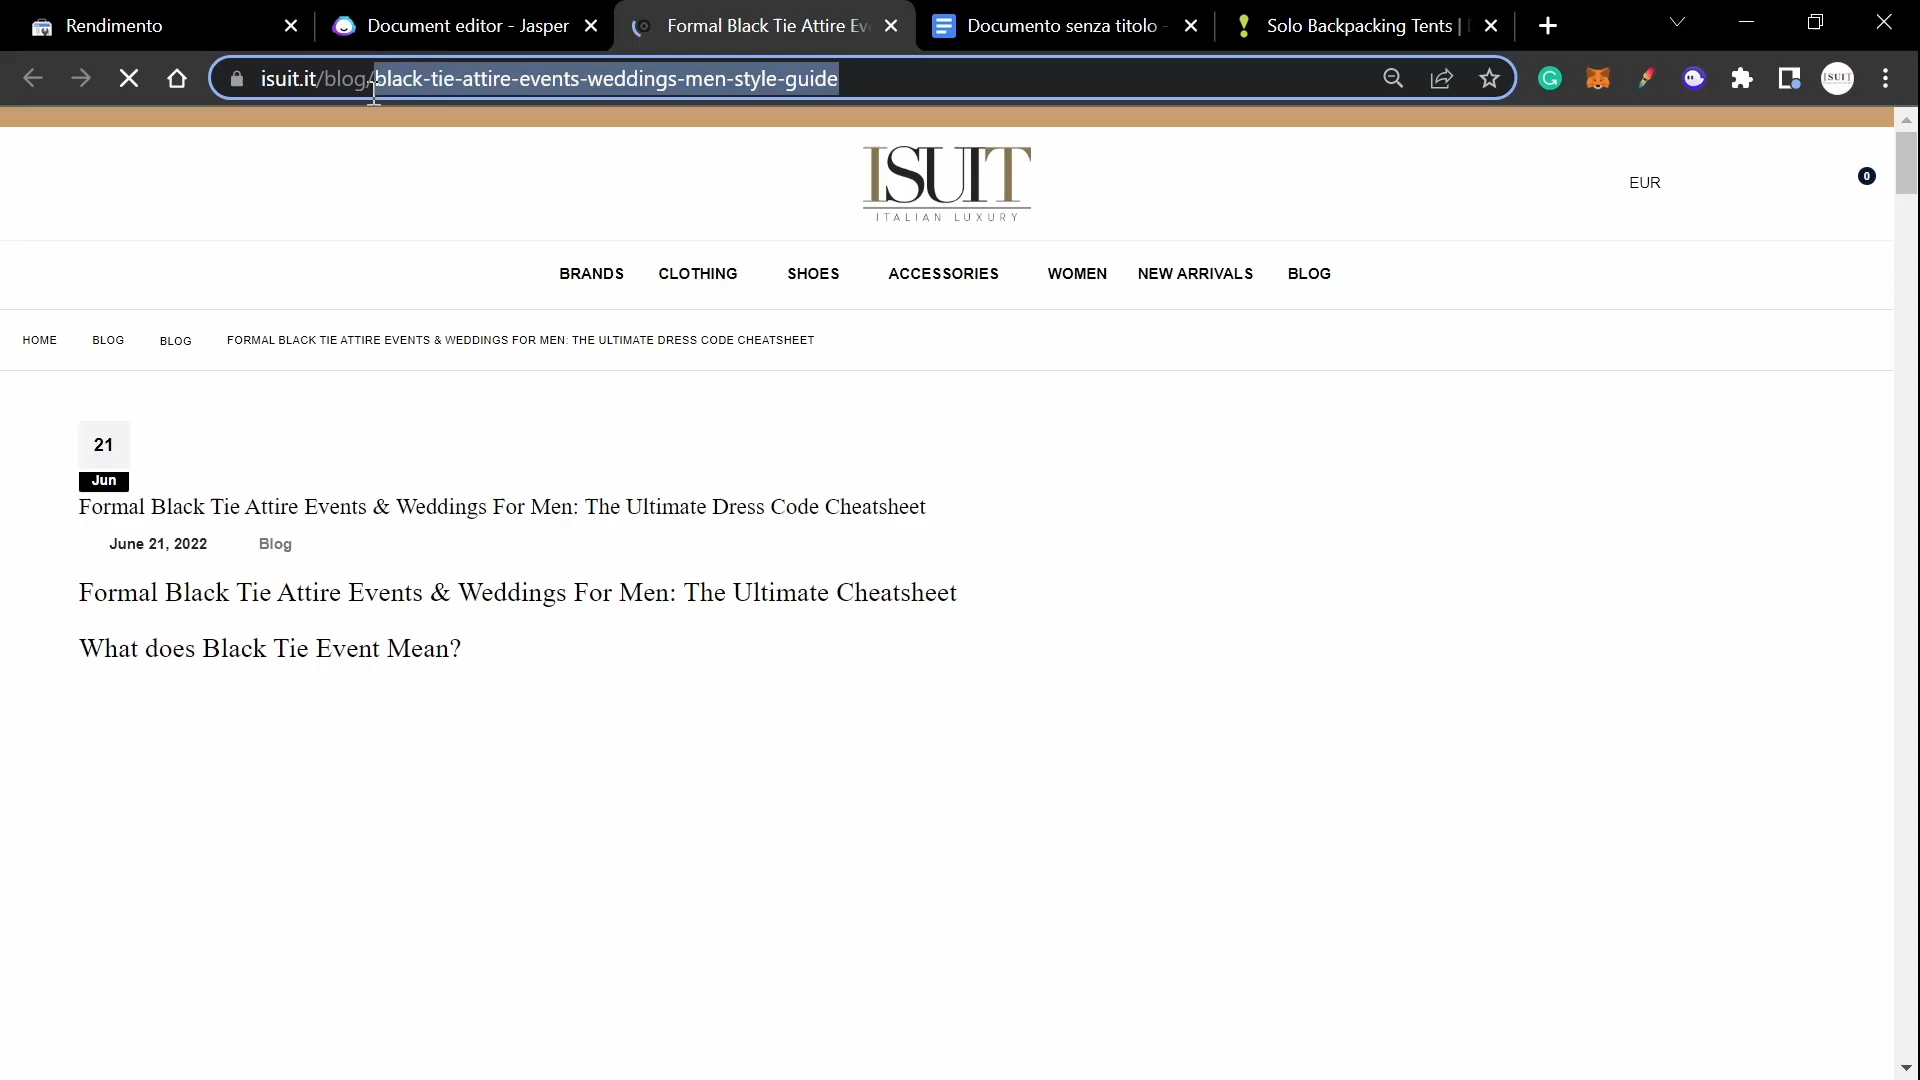 Rendimento
Document editor - Jasper
Formal Black Tie Attire Ev
Documento senza titolo -
Solo Backpacking Tents |
isuit.it/blog/black-tie-attire-events-weddings-men-style-guide
ISUIT
ISUIT
ITALIAN LUXURY
EUR
0
BRANDS CLOTHING SHOES ACCESSORIES WOMEN NEW ARRIVALS BLOG
HOME BLOG BLOG FORMAL BLACK TIE ATTIRE EVENTS & WEDDINGS FOR MEN: THE ULTIMATE DRESS CODE CHEATSHEET
21
Jun
Formal Black Tie Attire Events & Weddings For Men: The Ultimate Dress Code Cheatsheet
June 21, 2022 Blog
Formal Black Tie Attire Events & Weddings For Men: The Ultimate Cheatsheet
What does Black Tie Event Mean?